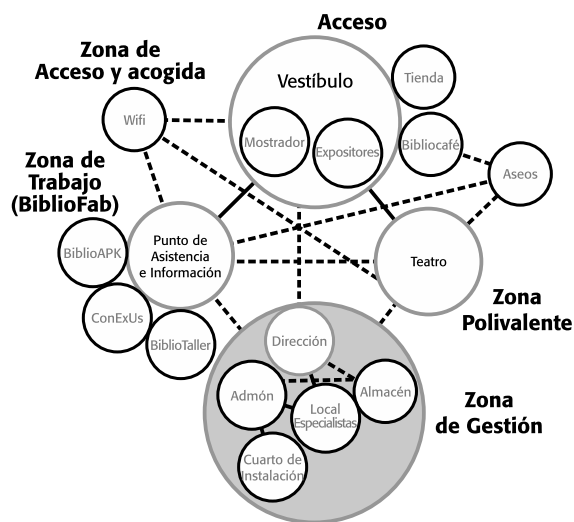 Acceso
Zona de
Acceso y acogida
Vestíbulo
Tienda
Wifi
Mostrador
Expositores
Bibliocafé
Zona de
Trabajo
(BiblioFab)
Aseos
Punto de
Asistencia
e Información
BiblioAPK
Teatro
ConExUs
BiblioTaller
Zona
Polivalente
Dirección
Admón
Almacén
Local
Especialistas
Zona
de Gestión
Cuarto de
Instalación